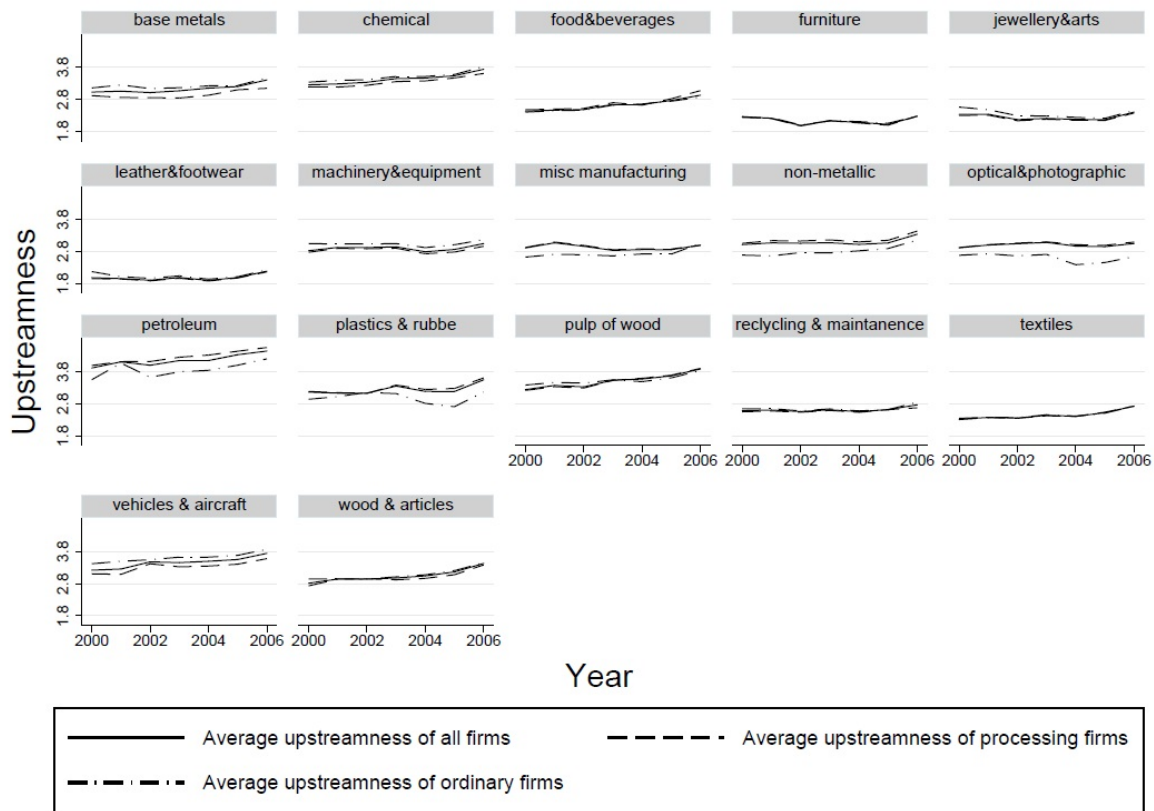 base metals
chemical
food&beverages
furniture
jewellery&arts
3.8
2.8
1.8
leather&footwear
machinery&equipment
misc manufacturing
non-metallic
optical&photographic
3.8
2.8
1.8
Upstreamness
petroleum
plastics & rubbe
pulp of wood
reclycling & maintanence
textiles
3.8
2.8
1.8
2000 2002 2004 2006
2000 2002 2004 2006
2000 2002 2004 2006
vehicles & aircraft
wood & articles
3.8
2.8
1.8
2000 2002 2004 2006
2000 2002 2004 2006
Year
Average upstreamness of all firms
Average upstreamness of processing firms
Average upstreamness of ordinary firms